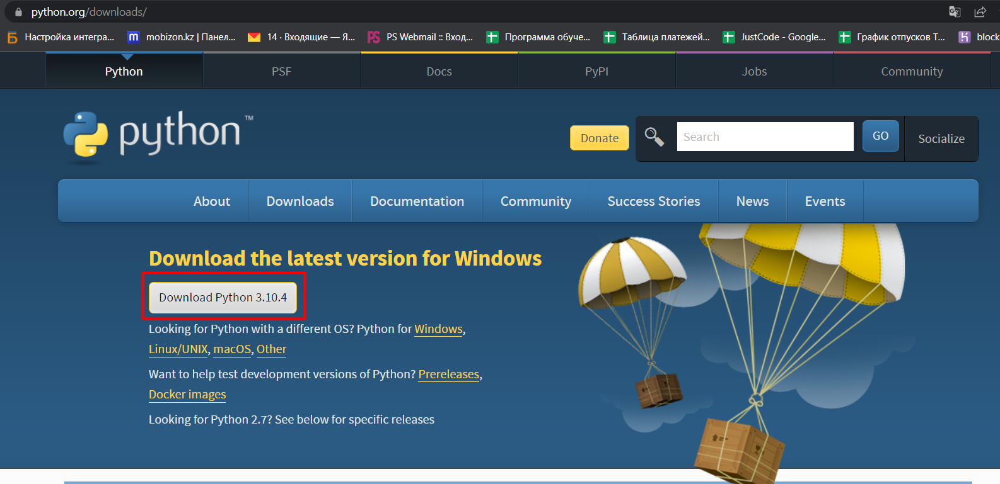 python.org/downloads/
Настройка интегра...
mobizon.kz | Панел...
14 · Входящие — Я...
PS Webmail :: Вход...
Программа обуче...
Таблица платежей...
JustCode - Google...
График отпусков Т...
block
Python
PSF
Docs
PyPI
Jobs
Community
python™
Donate
Search
GO
Socialize
About
Downloads
Documentation
Community
Success Stories
News
Events
Download the latest version for Windows
Download Python 3.10.4
Looking for Python with a different OS? Python for Windows,
Linux/UNIX, macOS, Other
Want to help test development versions of Python? Prereleases,
Docker images
Looking for Python 2.7? See below for specific releases